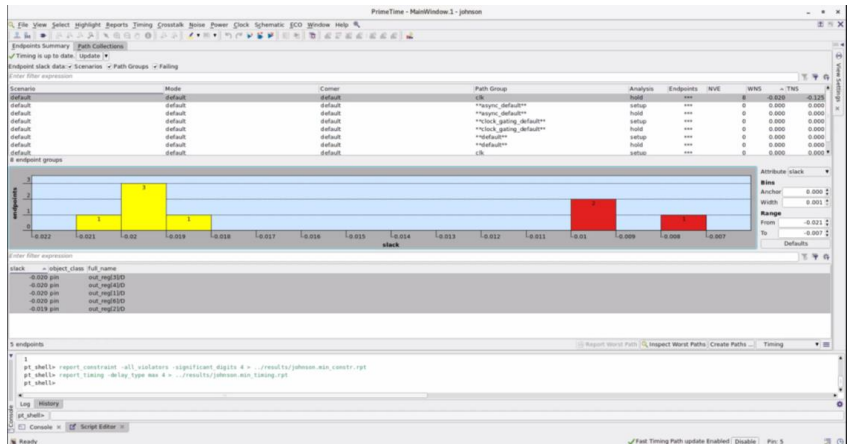 PrimeTime - MainWindow.1 - johnson
File View Select Highlight Reports Timing Crosstalk Noise Power Clock Schematic ECO Window Help
Endpoints Summary Path Collections
Timing is up to date. Update
Endpoint slack data: Scenarios Path Groups Failing
Enter filter expression
Scenario Mode Corner Path Group Analysis Endpoints NVE WNS TNS
default default default clk hold *** 8 -0.020 -0.125
default default default **async_default** setup *** 0 0.000 0.000
default default default **async_default** hold *** 0 0.000 0.000
default default default **clock_gating_default** setup *** 0 0.000 0.000
default default default **clock_gating_default** hold *** 0 0.000 0.000
default default default **default** setup *** 0 0.000 0.000
default default default **default** hold *** 0 0.000 0.000
default default default clk setup *** 0 0.000 0.000
8 endpoint groups
View Settings
Attribute slack
Bins
Anchor 0.000
Width 0.001
Range
From -0.021
To -0.007
Defaults
endpoints
3
2
1
0
1 3 1 2 1
-0.022 -0.021 -0.02 -0.019 -0.018 -0.017 -0.016 -0.015 -0.014 -0.013 -0.012 -0.011 -0.01 -0.009 -0.008 -0.007
slack
Enter filter expression
slack object_class full_name
-0.020 pin out_reg[3]/D
-0.020 pin out_reg[4]/D
-0.020 pin out_reg[1]/D
-0.020 pin
-0.019 pin out_reg[2]/D
5 endpoints
Report Worst Path Inspect Worst Paths Create Paths ... Timing
1
pt_shell> report_constraint -all_violators -significant_digits 4 > ../results/johnson.min_constr.rpt
pt_shell> report_timing -delay_type max 4 > ../results/johnson.min_timing.rpt
pt_shell>
Log History
pt_shell>
Console
Console Script Editor
Ready
Fast Timing Path update Enabled Disable Pin: 5